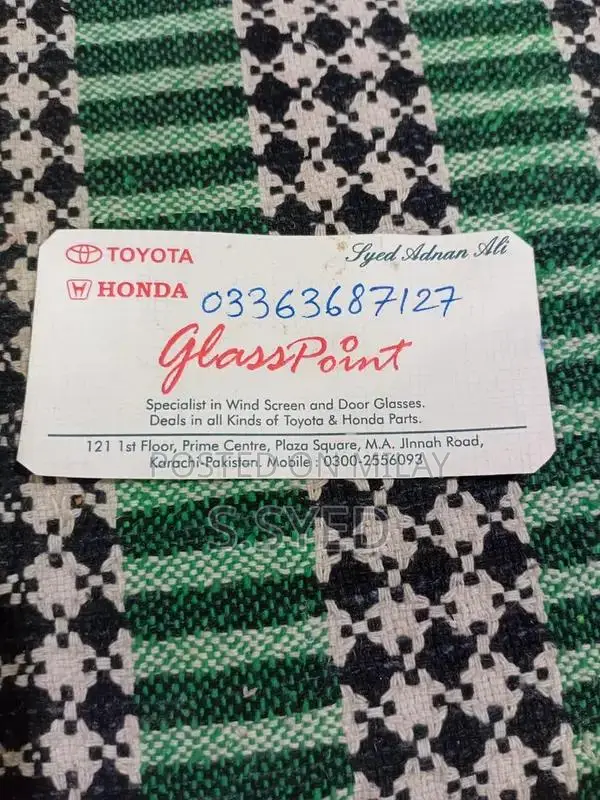 TOYOTA
Syed Adnan Ali
HONDA
03363687127
GlassPoint
Specialist in Wind Screen and Door Glasses.
Deals in all Kinds of Toyota & Honda Parts.
121 1st Floor, Prime Centre, Plaza Square, M.A. JInnah Road,
Karachi-Pakistan. Mobile : 0300-2556093
POSTED ON WILAY
S.SYED